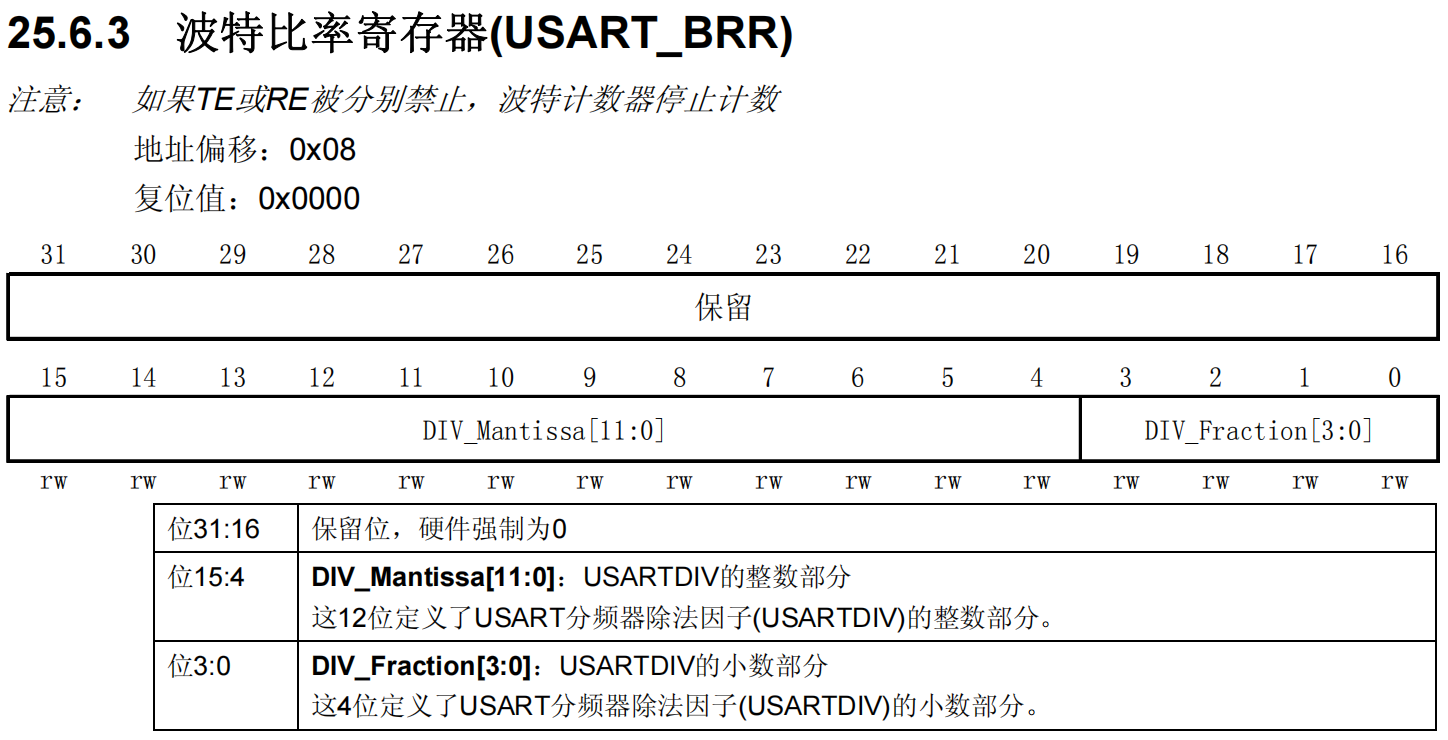 25.6.3 波特比率寄存器(USART_BRR)
注意： 如果TE或RE被分别禁止，波特计数器停止计数
地址偏移：0x08
复位值：0x0000
31 30 29 28 27 26 25 24 23 22 21 20 19 18 17 16
保留
15 14 13 12 11 10 9 8 7 6 5 4 3 2 1 0
DIV_Mantissa[11:0] DIV_Fraction[3:0]
rw rw rw rw rw rw rw rw rw rw rw rw rw rw rw rw
位31:16 保留位，硬件强制为0
位15:4 DIV_Mantissa[11:0]：USARTDIV的整数部分
这12位定义了USART分频器除法因子(USARTDIV)的整数部分。
位3:0 DIV_Fraction[3:0]：USARTDIV的小数部分
这4位定义了USART分频器除法因子(USARTDIV)的小数部分。